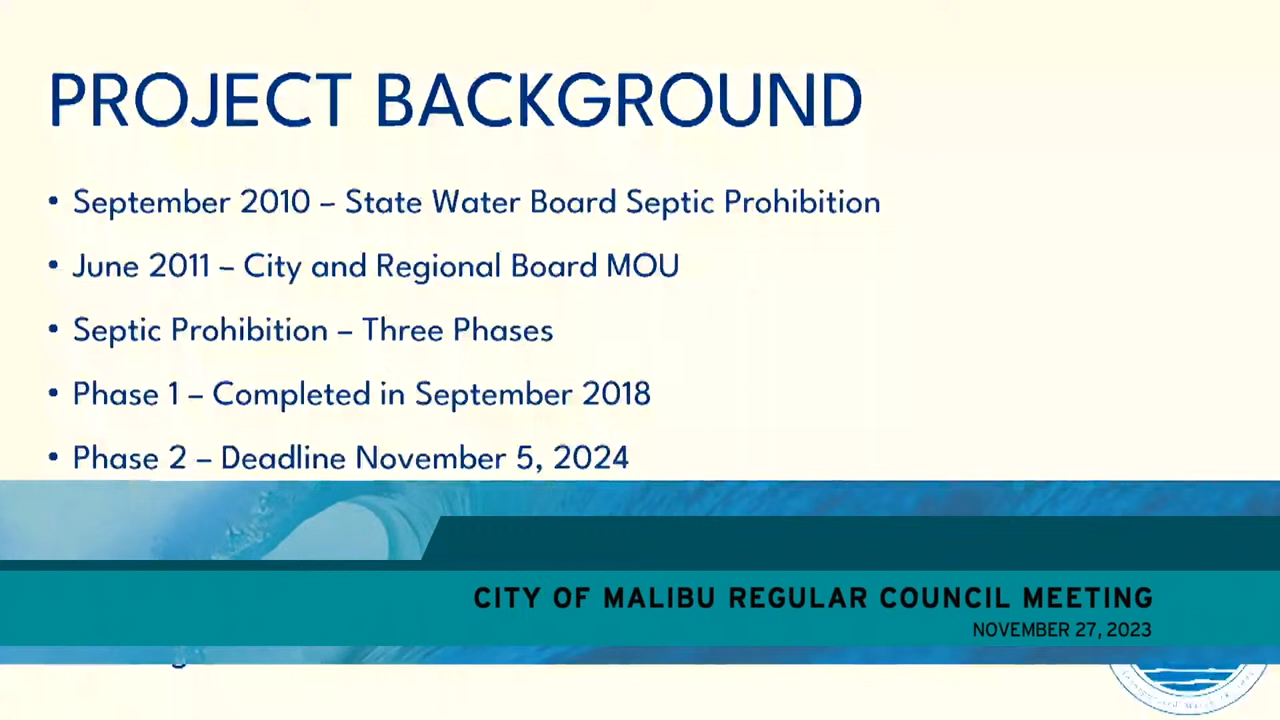 PROJECT BACKGROUND
• September 2010 – State Water Board Septic Prohibition
• June 2011 – City and Regional Board MOU
• Septic Prohibition – Three Phases
• Phase 1 – Completed in September 2018
• Phase 2 – Deadline November 5, 2024
CITY OF MALIBU REGULAR COUNCIL MEETING
NOVEMBER 27, 2023